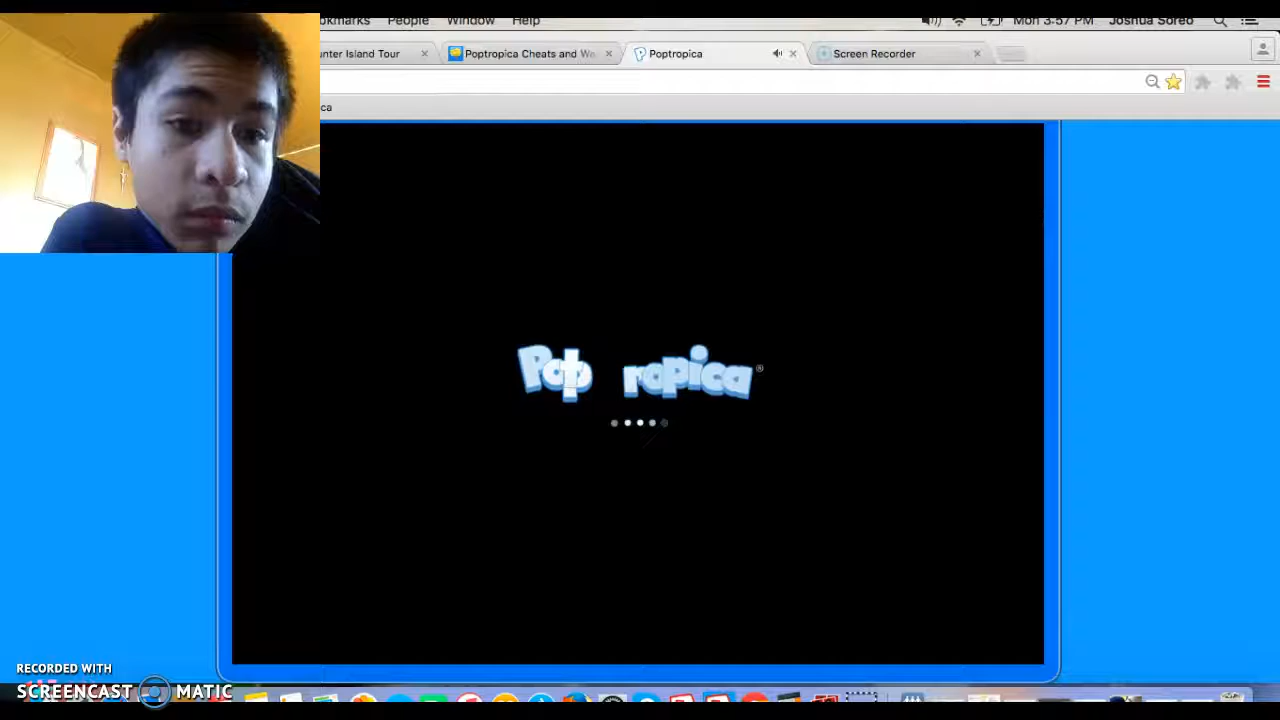 okmarks People Window Help Mon 3:57 PM Joshua Soreo
unter Island Tour Poptropica Cheats and We Poptropica Screen Recorder
ca
Poptropica®
RECORDED WITH
SCREENCAST MATIC